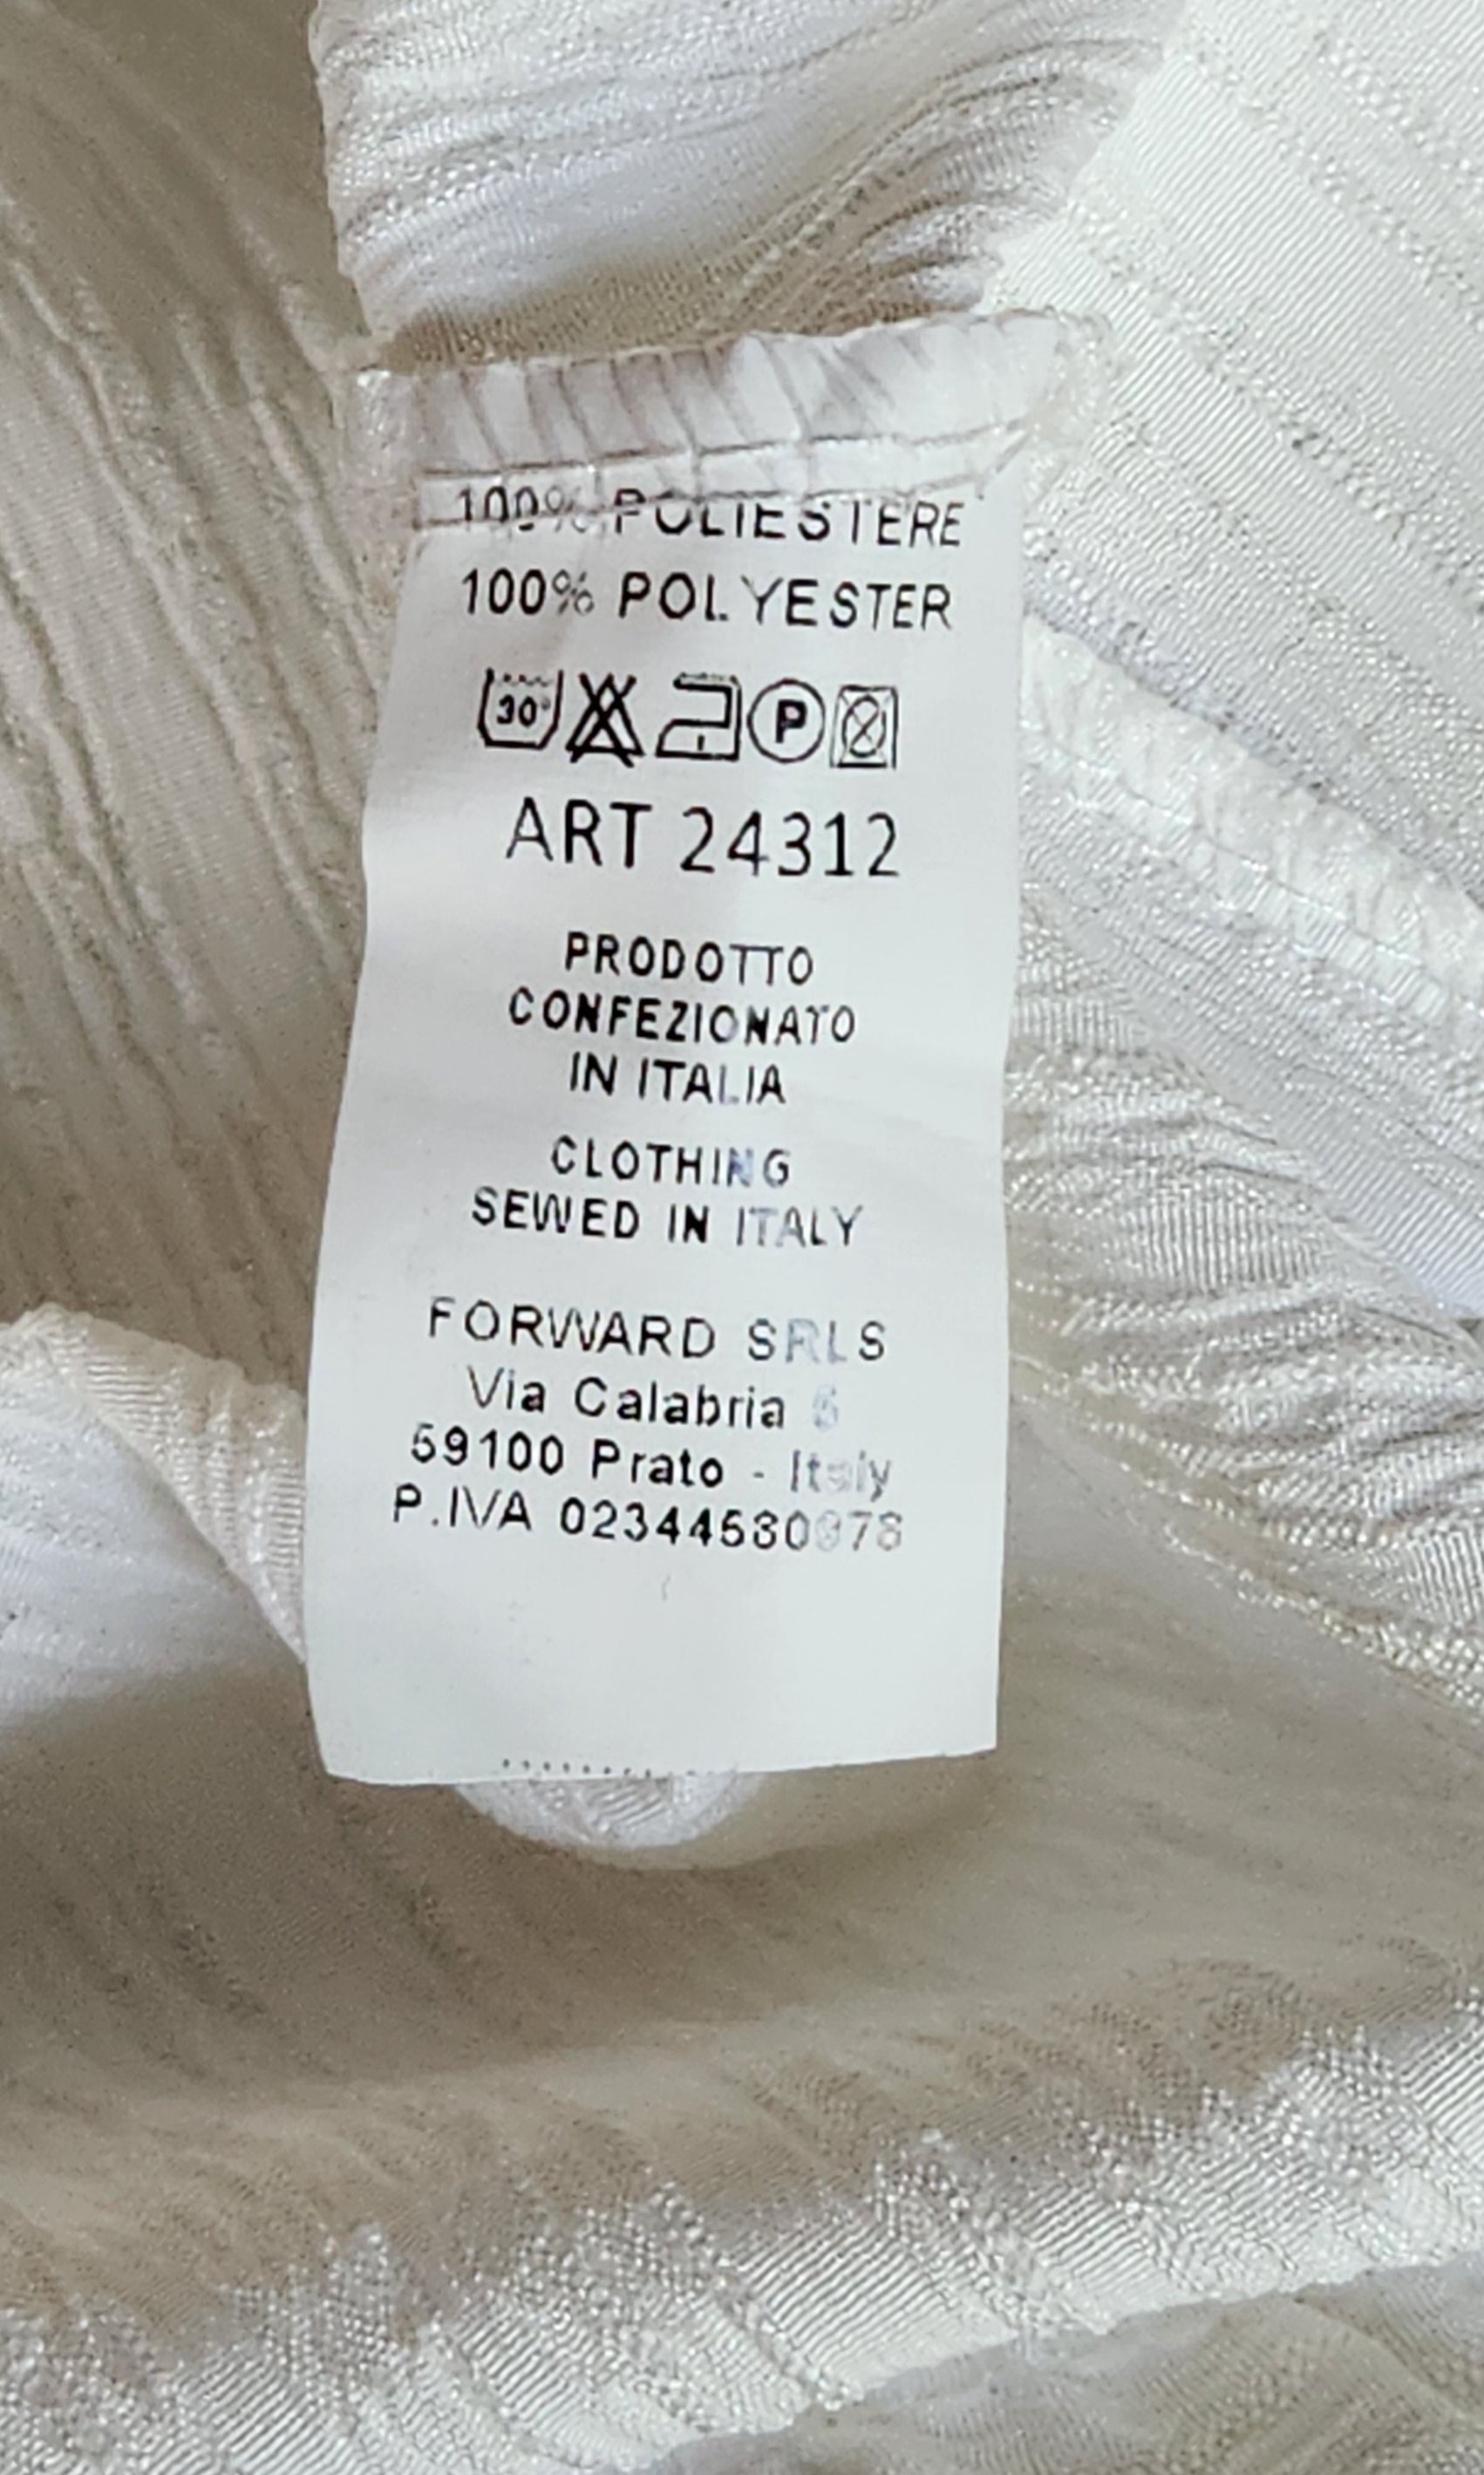 100% POLIESTERE
100% POLYESTER
30° P
ART 24312
PRODOTTO
CONFEZIONATO
IN ITALIA
CLOTHING
SEWED IN ITALY
FORWARD SRLS
Via Calabria
59100 Prato - Italy
P.IVA